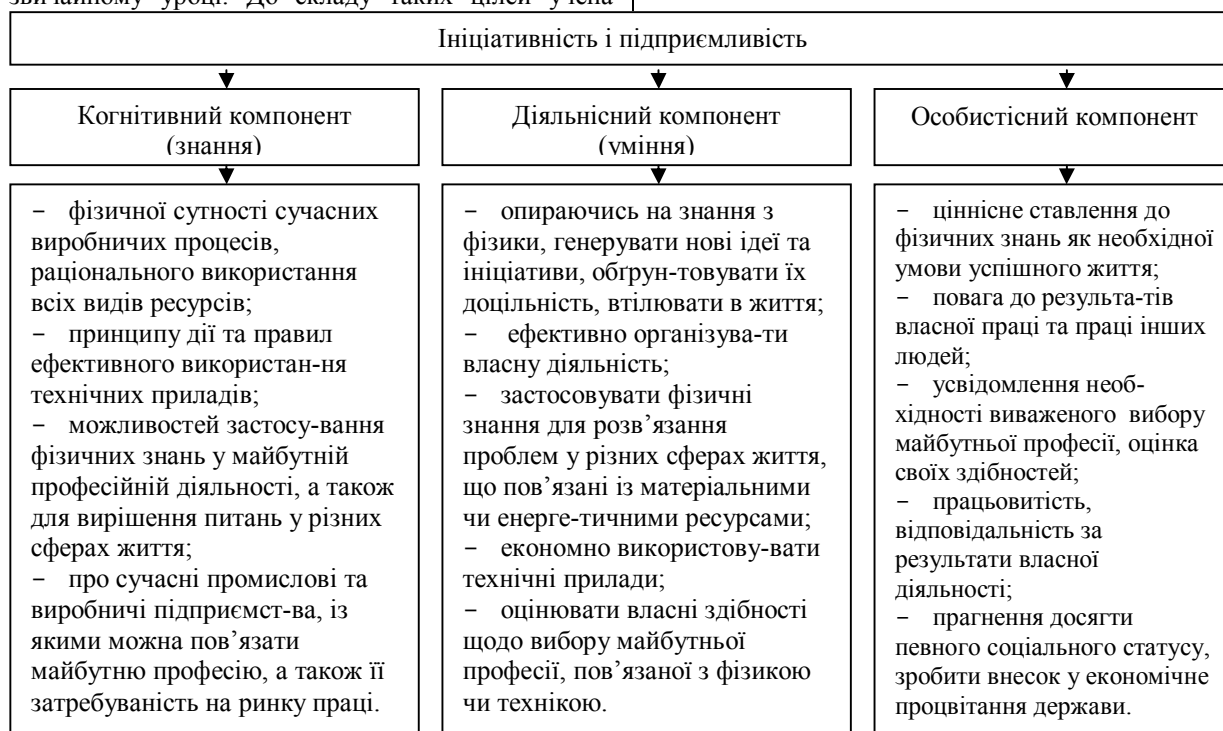 звичайному уроці. До складу таких цілей учена
Ініціативність і підприємливість
Когнітивний компонент
(знання)
Діяльнісний компонент
(уміння)
Особистісний компонент
− фізичної сутності сучасних
виробничих процесів,
раціонального використання
всіх видів ресурсів;
− принципу дії та правил
ефективного використан-ня
технічних приладів;
− можливостей застосу-вання
фізичних знань у майбутній
професійній діяльності, а також
для вирішення питань у різних
сферах життя;
− про сучасні промислові та
виробничі підприємст-ва, із
якими можна пов’язати
майбутню професію, а також її
затребуваність на ринку праці.
− опираючись на знання з
фізики, генерувати нові ідеї та
ініціативи, обґрун-товувати їх
доцільність, втілювати в життя;
− ефективно організува-ти
власну діяльність;
− застосовувати фізичні
знання для розв’язання
проблем у різних сферах життя,
що пов’язані із матеріальними
чи енерге-тичними ресурсами;
− економно використову-вати
технічні прилади;
− оцінювати власні здібності
щодо вибору майбутньої
професії, пов’язаної з фізикою
чи технікою.
− ціннісне ставлення до
фізичних знань як необхідної
умови успішного життя;
− повага до результа-тів
власної праці та праці інших
людей;
− усвідомлення необ-
хідності виваженого вибору
майбутньої професії, оцінка
своїх здібностей;
− працьовитість,
відповідальність за
результати власної
діяльності;
− прагнення досягти
певного соціального статусу,
зробити внесок у економічне
процвітання держави.